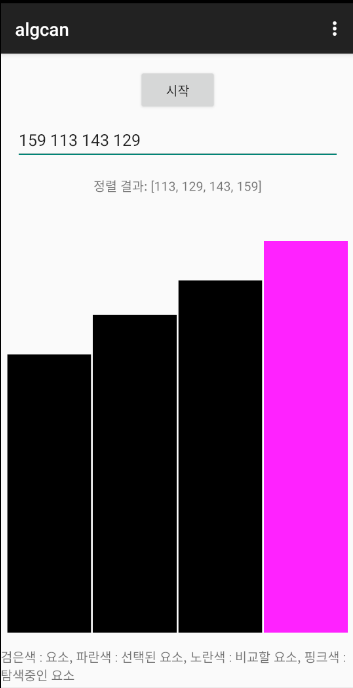 algcan
시작
159 113 143 129
정렬 결과: [113, 129, 143, 159]
검은색 : 요소, 파란색 : 선택된 요소, 노란색 : 비교할 요소, 핑크색 :
탐색중인 요소